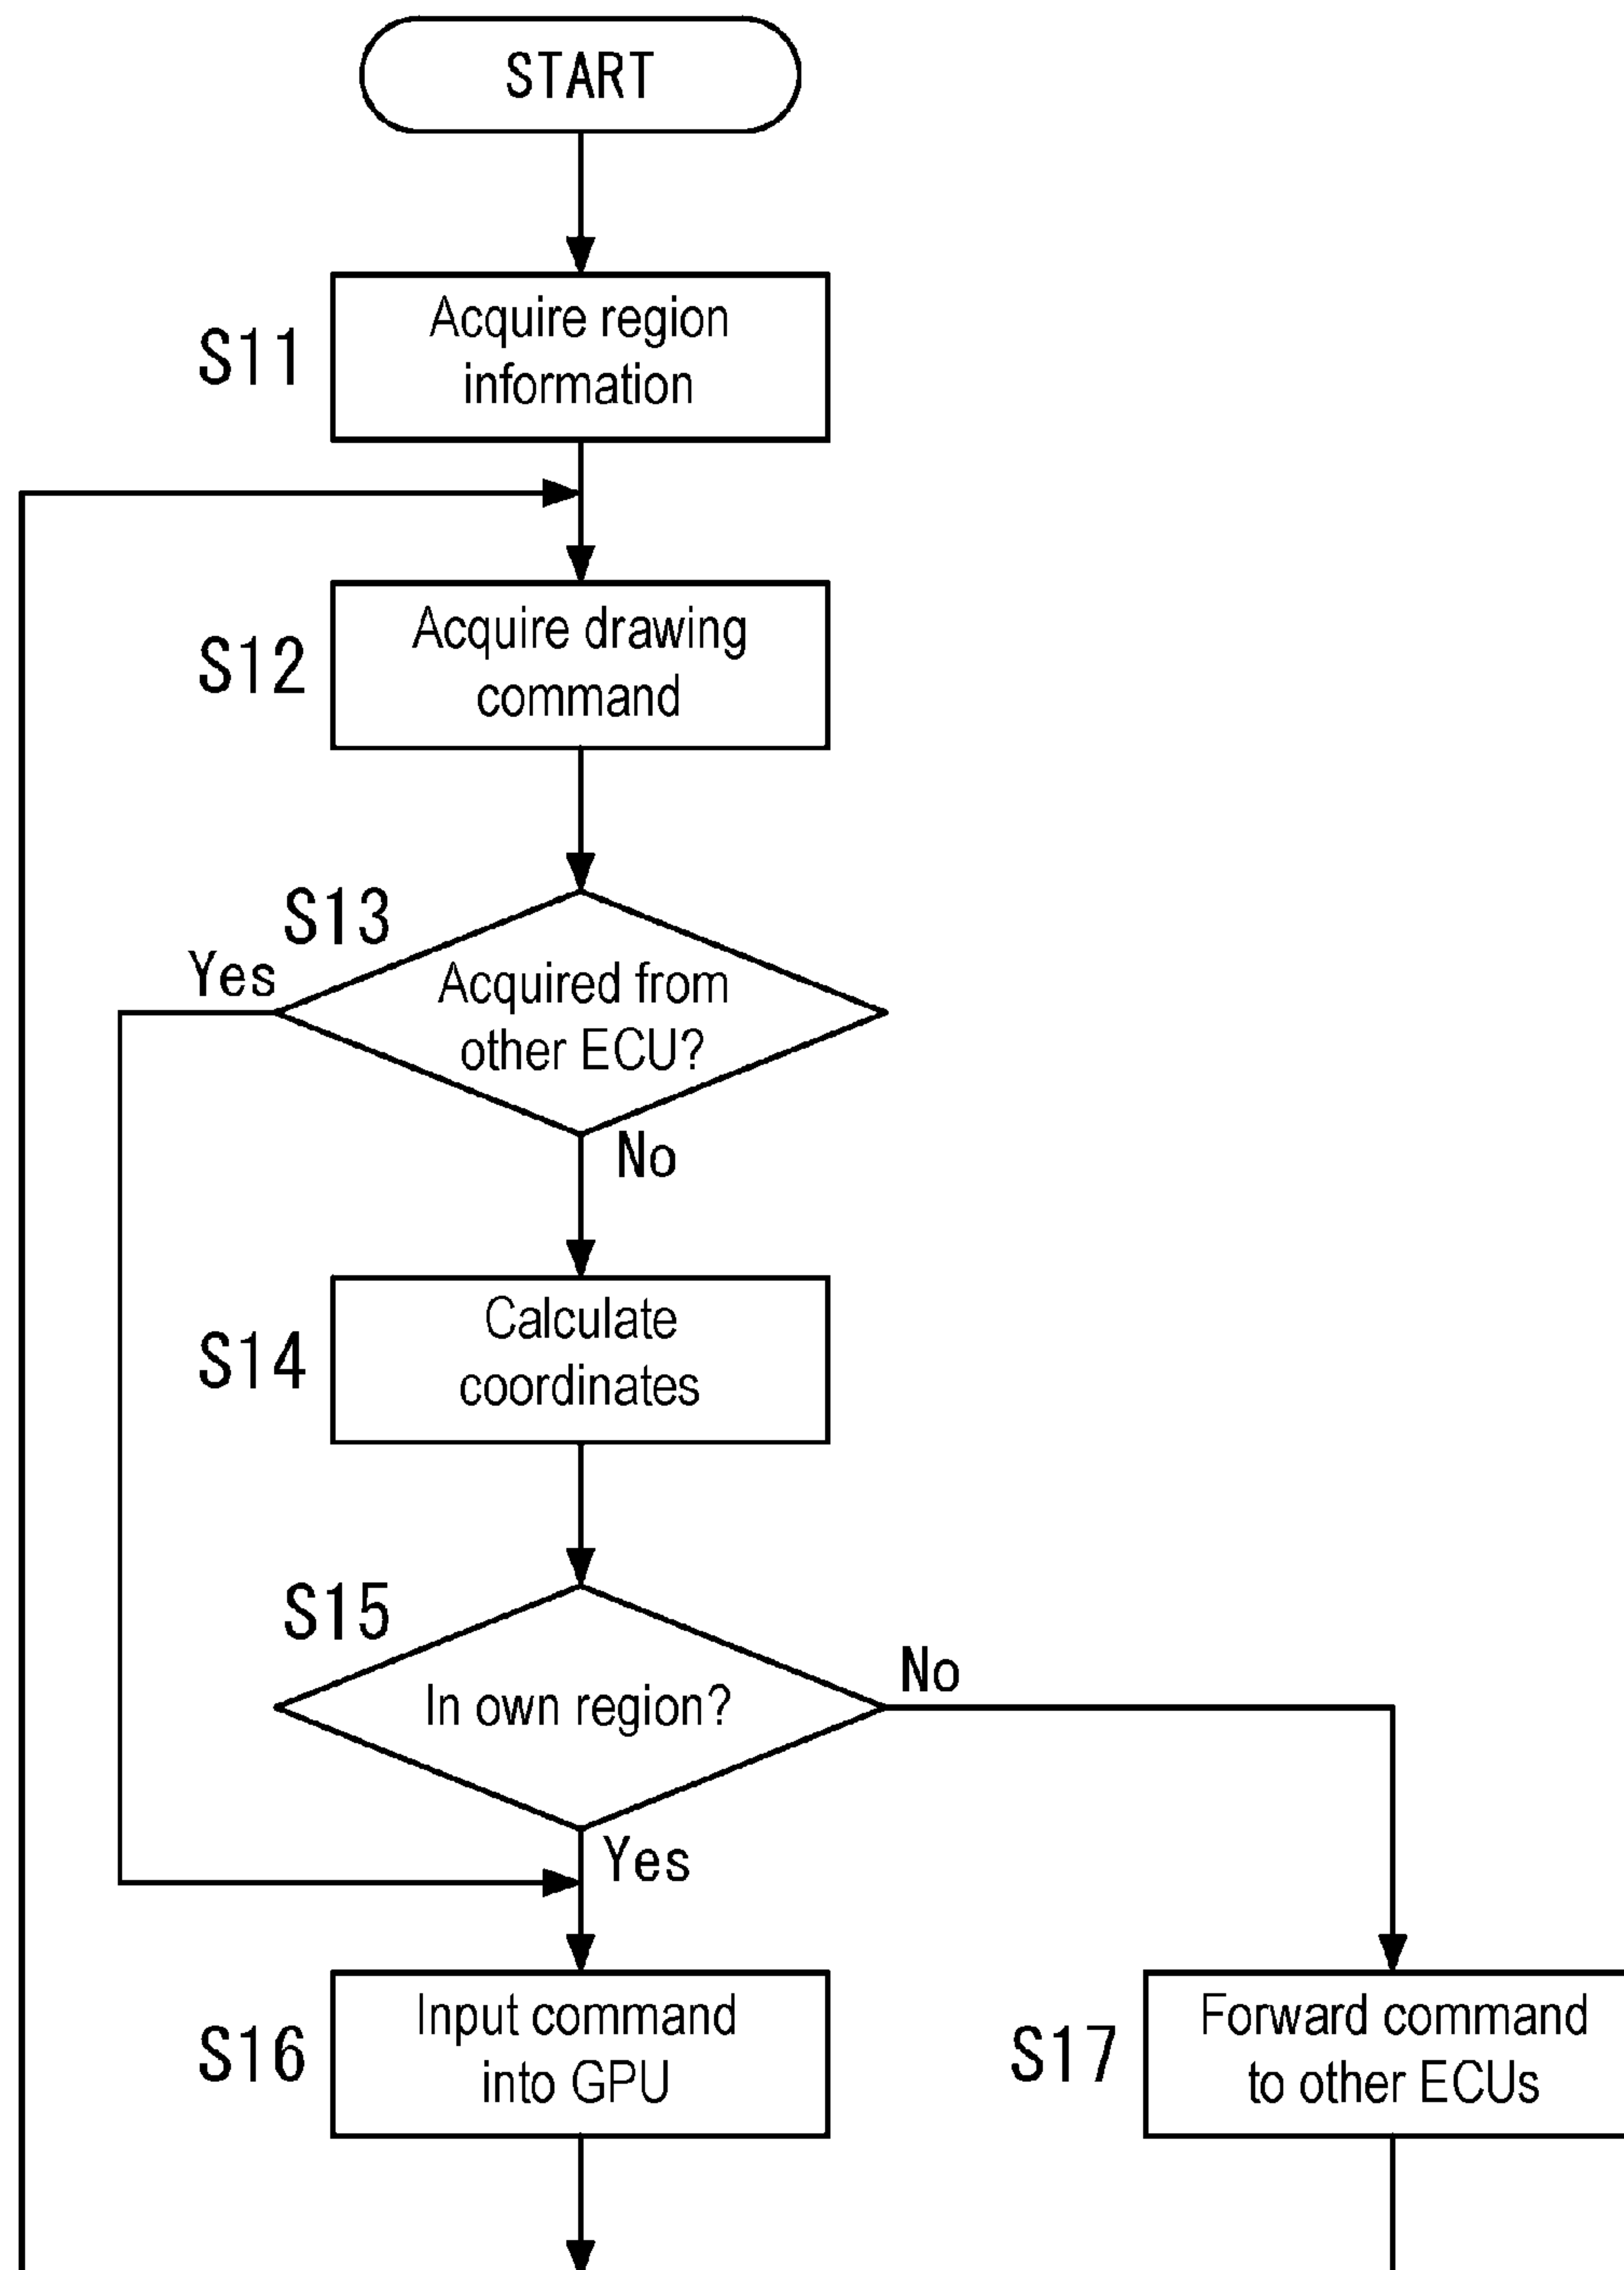 START
S11
Acquire region
information
S12
Acquire drawing
command
S13
Yes
Acquired from
other ECU?
No
S14
Calculate
coordinates
S15
No
In own region?
Yes
S16
Input command
into GPU
S17
Forward command
to other ECUs